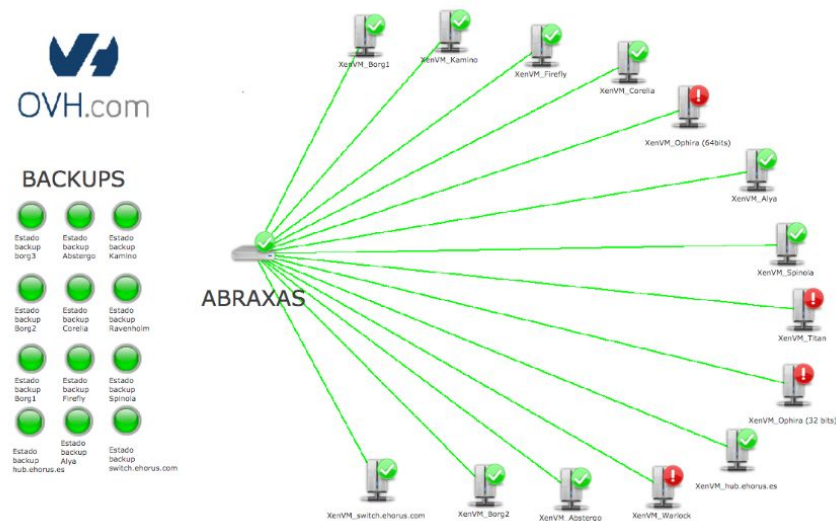 OVH.com
BACKUPS
Estado
backup
borg3
Estado
backup
Abstergo
Estado
backup
Kamino
Estado
backup
Borg2
Estado
backup
Corelia
Estado
backup
Ravenholm
Estado
backup
Borg1
Estado
backup
Firefly
Estado
backup
Spinola
Estado
backup
hub.ehorus.es
Estado
backup
Alya
Estado
backup
switch.ehorus.com
ABRAXAS
XenVM_Borg1
XenVM_Kamino
XenVM_Firefly
XenVM_Corelia
XenVM_Ophira (64bits)
XenVM_Alya
XenVM_Spinola
XenVM_Titan
XenVM_Ophira (32 bits)
XenVM_hub.ehorus.es
XenVM_Warlock
XenVM_Abstergo
XenVM_Borg2
XenVM_switch.ehorus.com